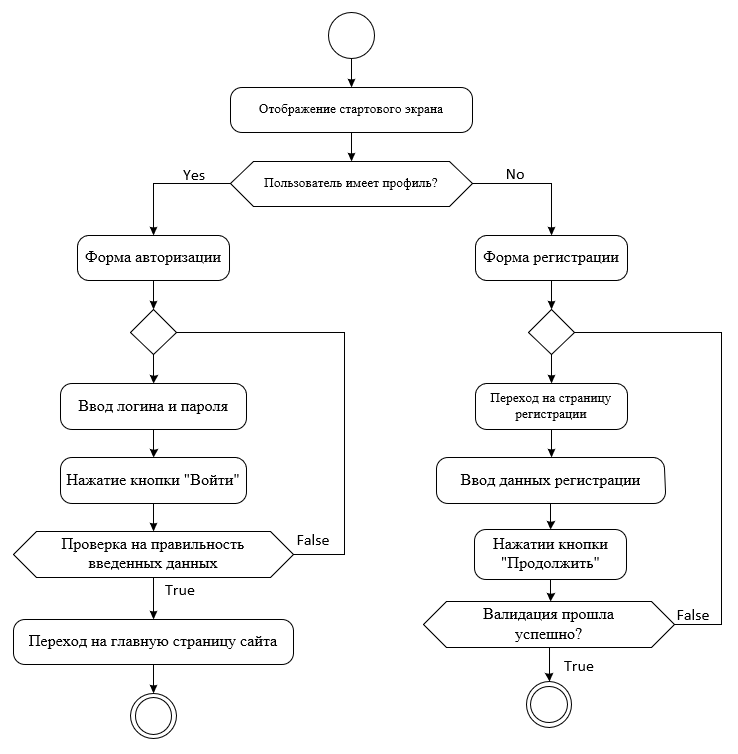 Отображение стартового экрана
Пользователь имеет профиль?
Yes
No
Форма авторизации
Форма регистрации
Ввод логина и пароля
Переход на страницу
регистрации
Нажатие кнопки "Войти"
Ввод данных регистрации
Проверка на правильность
введенных данных
False
Нажатии кнопки
"Продолжить"
True
Валидация прошла
успешно?
False
Переход на главную страницу сайта
True